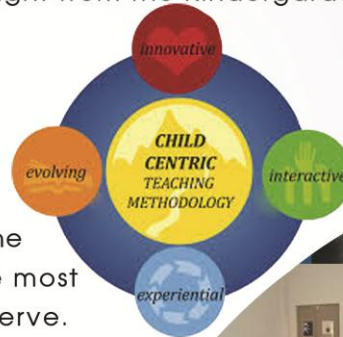 innovative
CHILD
CENTRIC
TEACHING
METHODOLOGY
evolving
interactive
experiential
most
erve.